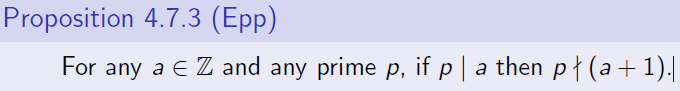 Proposition 4.7.3 (Epp)
For any a ∈ ℤ and any prime p, if p | a then p ∤ (a + 1).